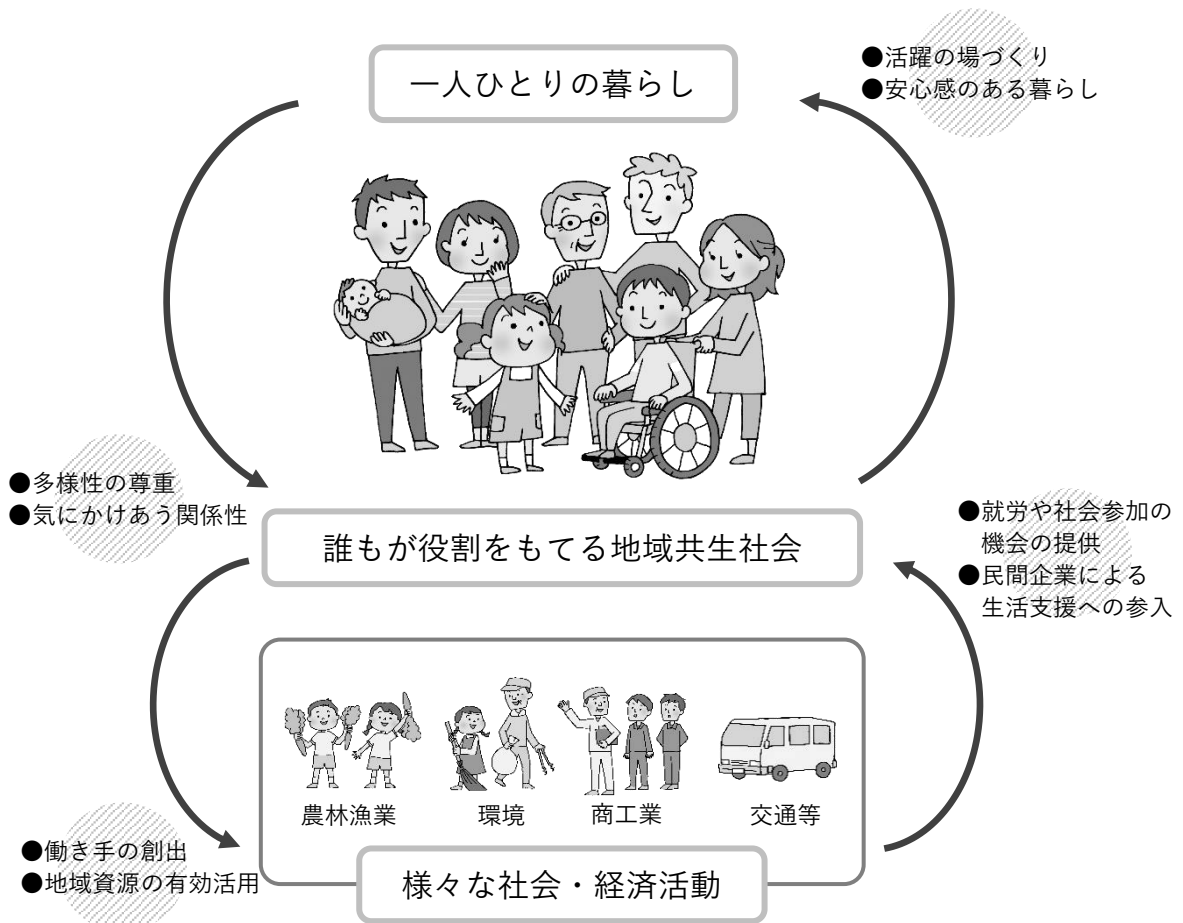 一人ひとりの暮らし
●活躍の場づくり
●安心感のある暮らし
●多様性の尊重
●気にかけあう関係性
誰もが役割をもてる地域共生社会
●就労や社会参加の
機会の提供
●民間企業による
生活支援への参入
農林漁業
環境
商工業
交通等
●働き手の創出
●地域資源の有効活用
様々な社会・経済活動